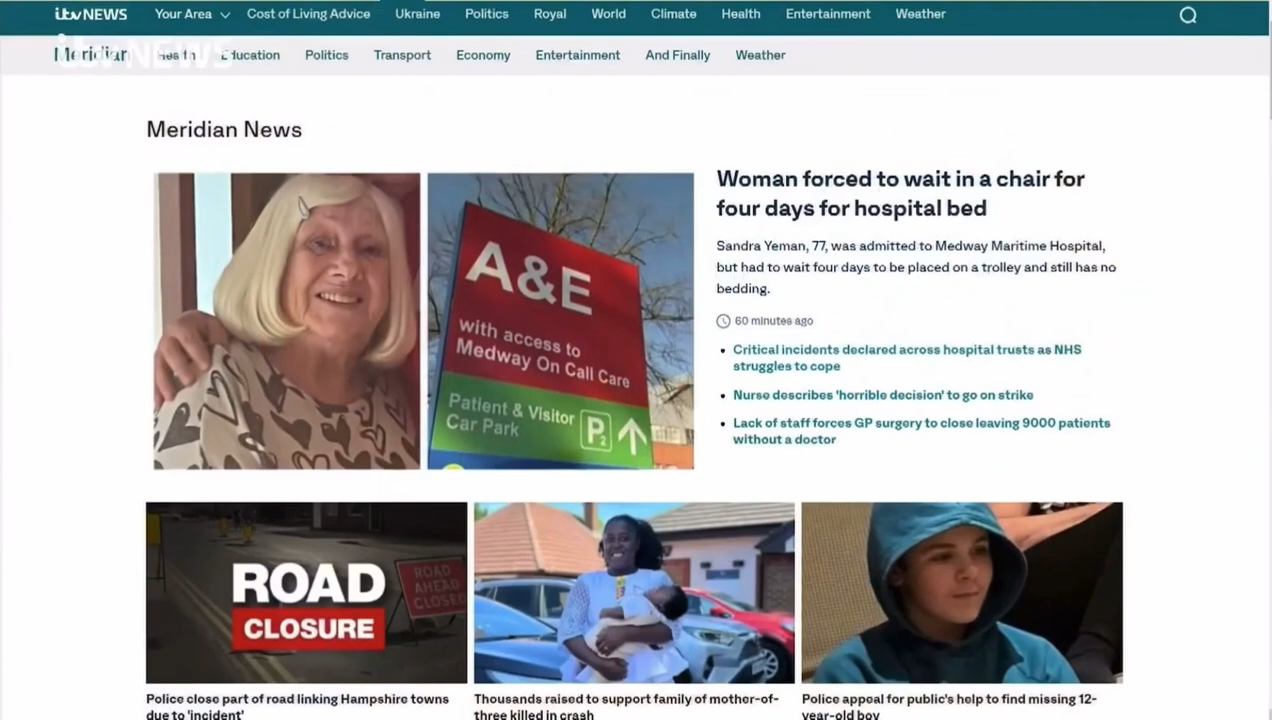 itv NEWS Your Area Cost of Living Advice Ukraine Politics Royal World Climate Health Entertainment Weather
itv NEWS
Meridian Health Education Politics Transport Economy Entertainment And Finally Weather
Meridian News
Woman forced to wait in a chair for
four days for hospital bed
Sandra Yeman, 77, was admitted to Medway Maritime Hospital,
but had to wait four days to be placed on a trolley and still has no
bedding.
60 minutes ago
Critical incidents declared across hospital trusts as NHS
struggles to cope
Nurse describes 'horrible decision' to go on strike
Lack of staff forces GP surgery to close leaving 9000 patients
without a doctor
A&E
with access to
Medway On Call Care
Patient & Visitor
Car Park
P2
ROAD
CLOSURE
ROAD
AHEAD
CLOSED
Police close part of road linking Hampshire towns
due to 'incident'
Thousands raised to support family of mother-of-
three killed in crash
Police appeal for public's help to find missing 12-
year-old boy